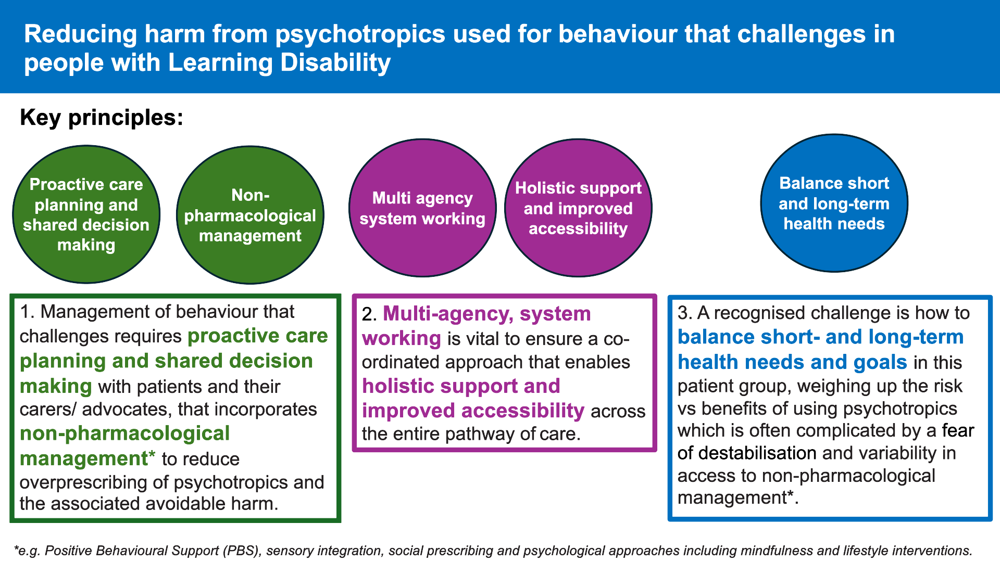 Reducing harm from psychotropics used for behaviour that challenges in
people with Learning Disability
Key principles:
Proactive care
planning and
shared decision
making
Non-
pharmacological
management
Multi agency
system working
Holistic support
and improved
accessibility
Balance short
and long-term
health needs
1. Management of behaviour that
challenges requires proactive care
planning and shared decision
making with patients and their
carers/ advocates, that incorporates
non-pharmacological
management* to reduce
overprescribing of psychotropics and
the associated avoidable harm.
2. Multi-agency, system
working is vital to ensure a co-
ordinated approach that enables
holistic support and
improved accessibility across
the entire pathway of care.
3. A recognised challenge is how to
balance short- and long-term
health needs and goals in this
patient group, weighing up the risk
vs benefits of using psychotropics
which is often complicated by a fear
of destabilisation and variability in
access to non-pharmacological
management*.
*e.g. Positive Behavioural Support (PBS), sensory integration, social prescribing and psychological approaches including mindfulness and lifestyle interventions.